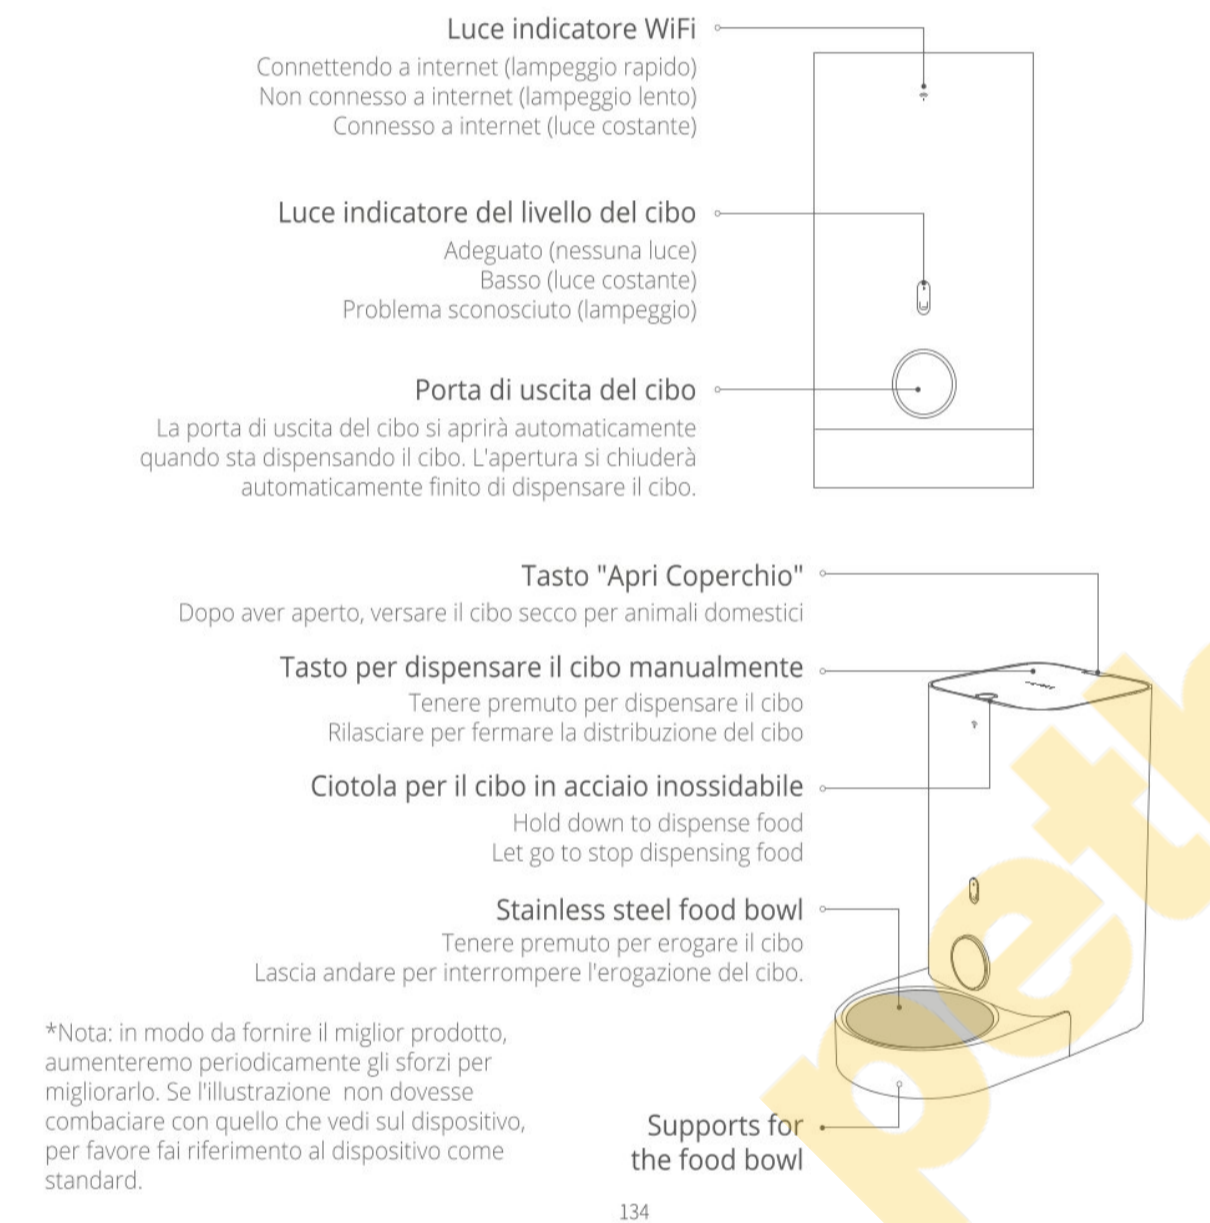 Luce indicatore WiFi
Connettendo a internet (lampeggio rapido)
Non connesso a internet (lampeggio lento)
Connesso a internet (luce costante)
Luce indicatore del livello del cibo
Adeguato (nessuna luce)
Basso (luce costante)
Problema sconosciuto (lampeggio)
Porta di uscita del cibo
La porta di uscita del cibo si aprirà automaticamente
quando sta dispensando il cibo. L'apertura si chiuderà
automaticamente finito di dispensare il cibo.
Tasto "Apri Coperchio"
Dopo aver aperto, versare il cibo secco per animali domestici
Tasto per dispensare il cibo manualmente
Tenere premuto per dispensare il cibo
Rilasciare per fermare la distribuzione del cibo
Ciotola per il cibo in acciaio inossidabile
Hold down to dispense food
Let go to stop dispensing food
Stainless steel food bowl
Tenere premuto per erogare il cibo
Lascia andare per interrompere l'erogazione del cibo.
*Nota: in modo da fornire il miglior prodotto,
aumenteremo periodicamente gli sforzi per
migliorarlo. Se l'illustrazione  non dovesse
combaciare con quello che vedi sul dispositivo,
per favore fai riferimento al dispositivo come
standard.
Supports for
the food bowl
134
pet